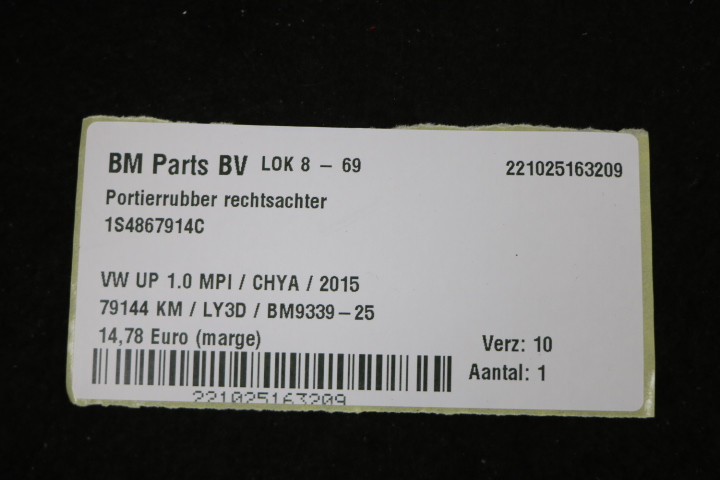 BM Parts BV LOK 8 - 69 221025163209
Portierrubber rechtsachter
1S4867914C
VW UP 1.0 MPI / CHYA / 2015
79144 KM / LY3D / BM9339-25
14,78 Euro (marge) Verz: 10
Aantal: 1
221025163209